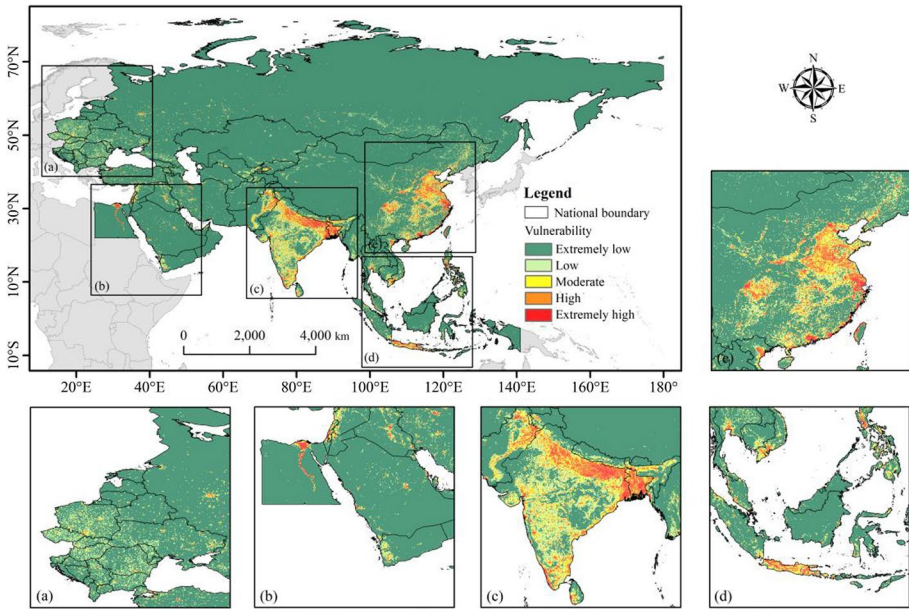 N
W E
S
70°N
50°N
30°N
10°N
10°S
(a)
(b)
(c)
(d)
(e)
Legend
National boundary
Vulnerability
Extremely low
Low
Moderate
High
Extremely high
0 2,000 4,000 km
20°E 40°E 60°E 80°E 100°E 120°E 140°E 160°E 180°
(e)
(a) (b) (c) (d)